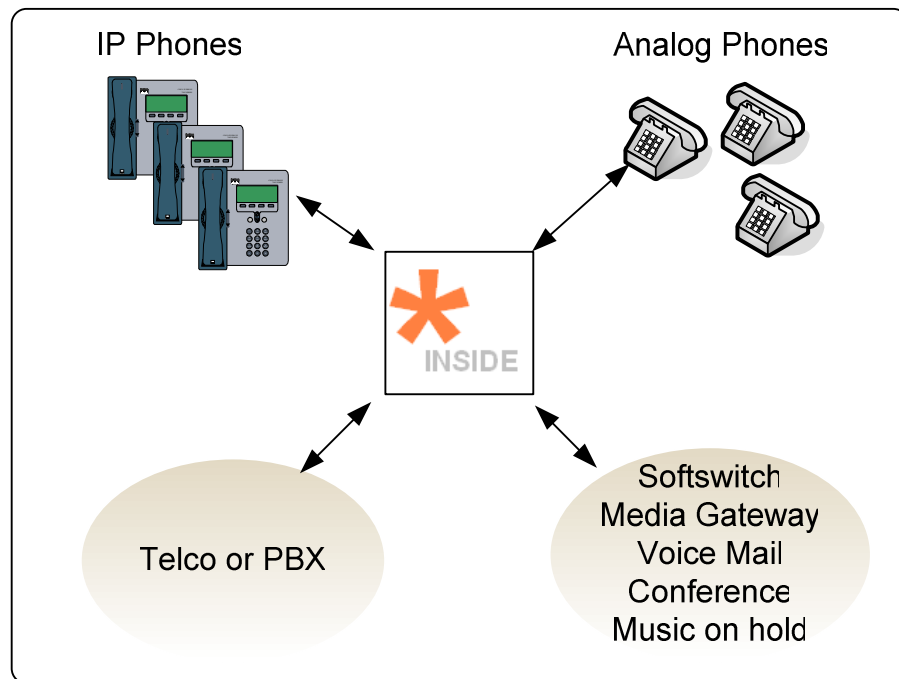 IP Phones
Analog Phones
INSIDE
Telco or PBX
Softswitch
Media Gateway
Voice Mail
Conference
Music on hold